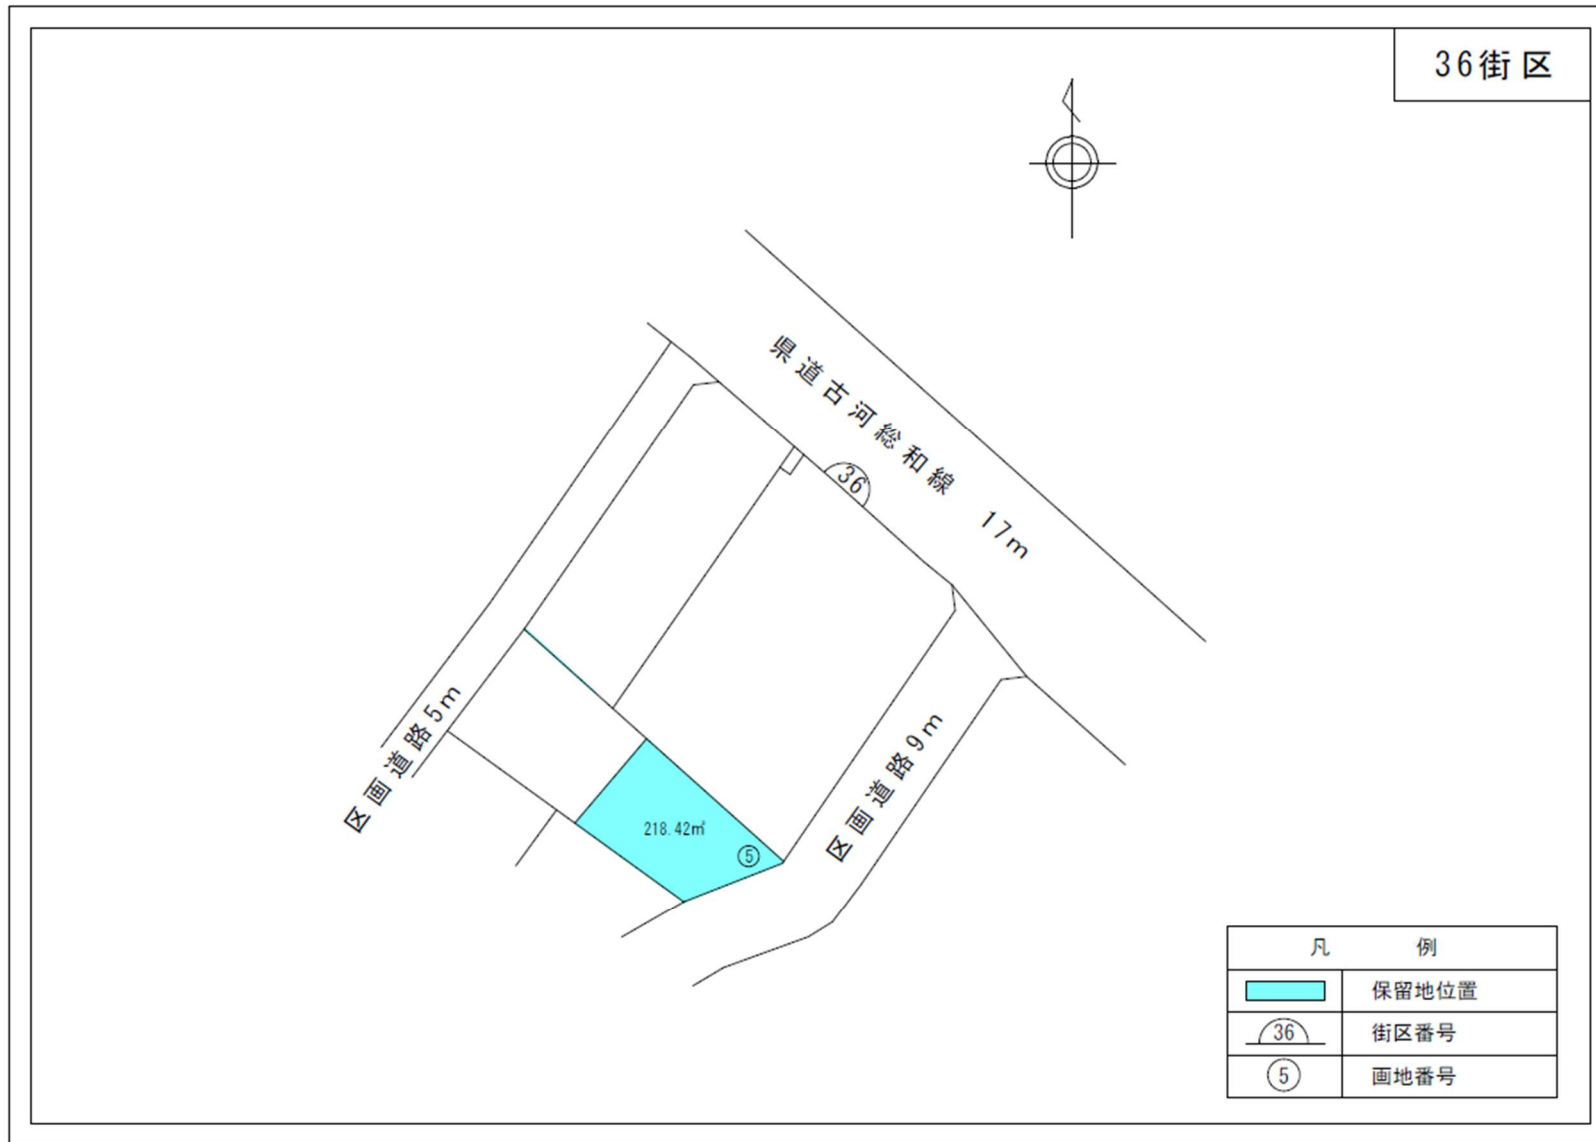 36街区
県道古河総和線 17m
36
区画道路5m
区画道路9m
218.42㎡
5
凡 例
保留地位置
36 街区番号
5 画地番号